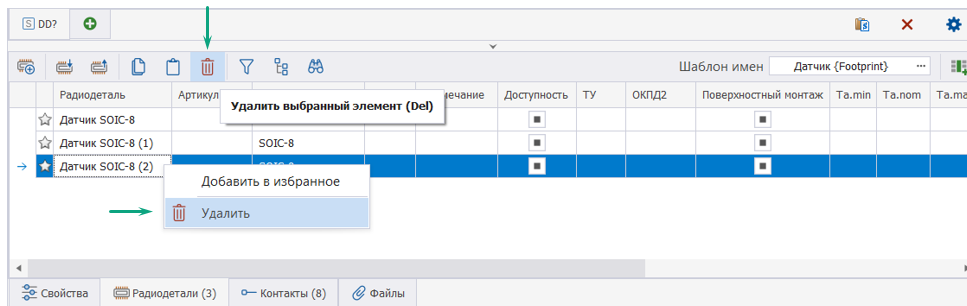 DD?
Шаблон имен Датчик {Footprint} ...
Радиодеталь Артикул мечание Доступность ТУ ОКПД2 Поверхностный монтаж Ta.min Ta.nom Ta.ma
Удалить выбранный элемент (Del)
Датчик SOIC-8
Датчик SOIC-8 (1) SOIC-8
Датчик SOIC-8 (2)
Добавить в избранное
Удалить
Свойства Радиодетали (3) Контакты (8) Файлы